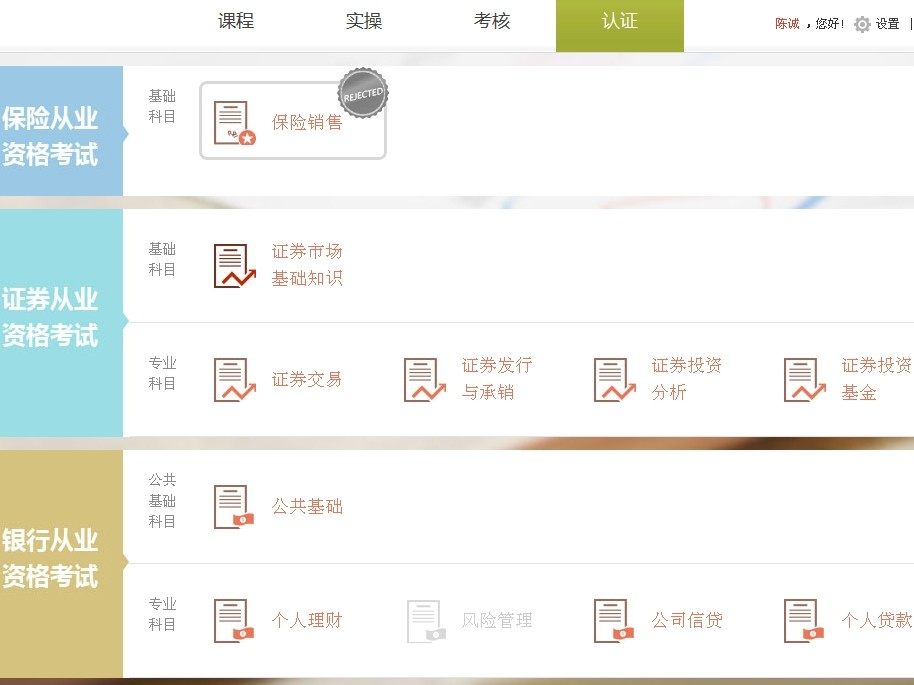 课程 实操 考核 认证 陈诚，您好! 设置 |
保险从业
资格考试
基础
科目
保险销售
REJECTED
证券从业
资格考试
基础
科目
证券市场
基础知识
专业
科目
证券交易
证券发行
与承销
证券投资
分析
证券投资
基金
银行从业
资格考试
公共
基础
科目
公共基础
专业
科目
个人理财
风险管理
公司信贷
个人贷款